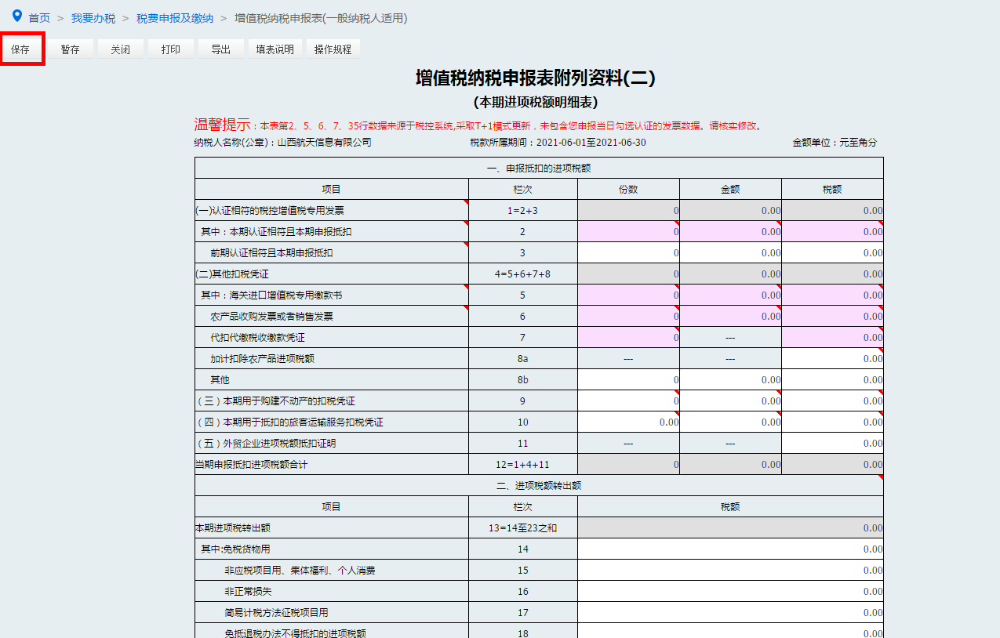 首页 > 我要办税 > 税费申报及缴纳 > 增值税纳税申报表(一般纳税人适用)
保存 暂存 关闭 打印 导出 填表说明 操作规程
增值税纳税申报表附列资料(二)
(本期进项税额明细表)
温馨提示：本表第2、5、6、7、35行数据来源于税控系统,采取T+1模式更新，未包含您申报当日勾选认证的发票数据。请核实修改。
纳税人名称(公章)：山西航天信息有限公司 税款所属期间：2021-06-01至2021-06-30 金额单位：元至角分
一、申报抵扣的进项税额
项目 栏次 份数 金额 税额
(一)认证相符的税控增值税专用发票 1=2+3 0 0.00 0.00
其中：本期认证相符且本期申报抵扣 2 0 0.00 0.00
前期认证相符且本期申报抵扣 3 0 0.00 0.00
(二)其他扣税凭证 4=5+6+7+8 0 0.00 0.00
其中：海关进口增值税专用缴款书 5 0 0.00 0.00
农产品收购发票或者销售发票 6 0 0.00 0.00
代扣代缴税收缴款凭证 7 0 --- 0.00
加计扣除农产品进项税额 8a --- --- 0.00
其他 8b 0 0.00 0.00
（三）本期用于购建不动产的扣税凭证 9 0 0.00 0.00
（四）本期用于抵扣的旅客运输服务扣税凭证 10 0.00 0.00 0.00
（五）外贸企业进项税额抵扣证明 11 --- --- 0.00
当期申报抵扣进项税额合计 12=1+4+11 0 0.00 0.00
二、进项税额转出额
项目 栏次 税额
本期进项税转出额 13=14至23之和 0.00
其中:免税货物用 14 0.00
非应税项目用、集体福利、个人消费 15 0.00
非正常损失 16 0.00
简易计税方法征税项目用 17 0.00
免抵退税办法不得抵扣的进项税额 18 0.00